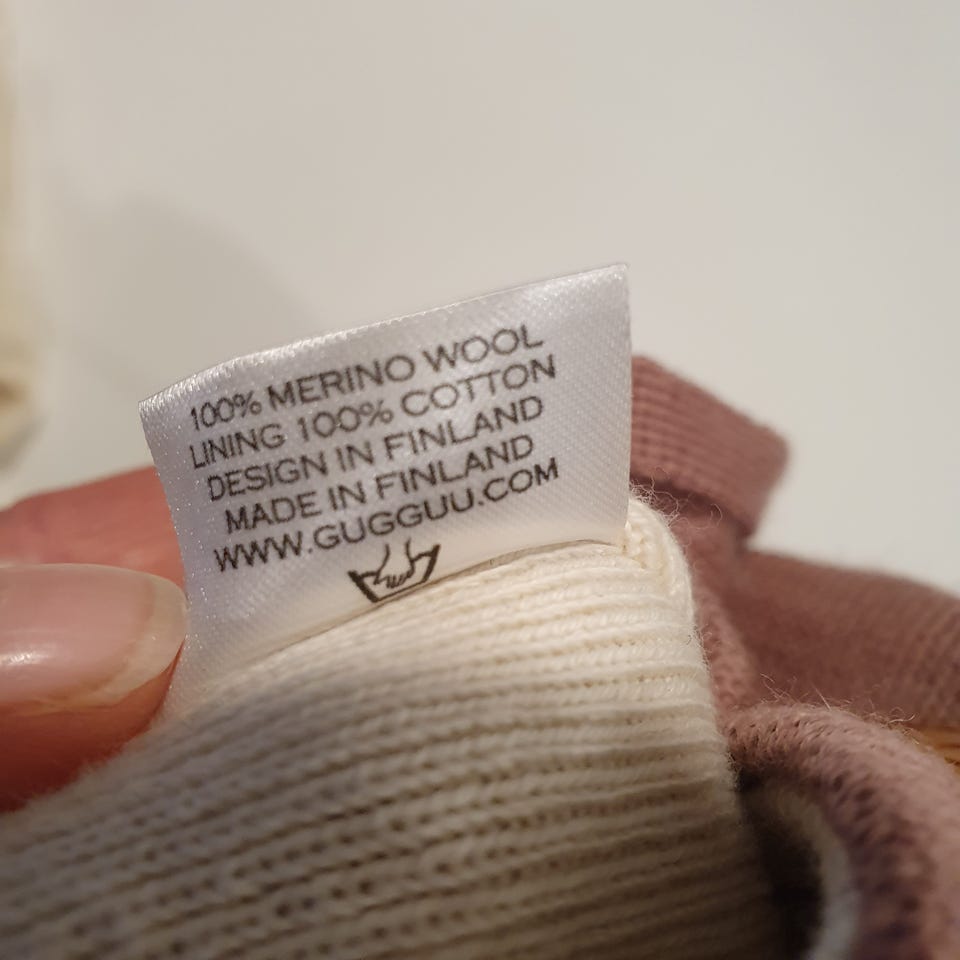 100% MERINO WOOL
LINING 100% COTTON
DESIGN IN FINLAND
MADE IN FINLAND
WWW.GUGGUU.COM